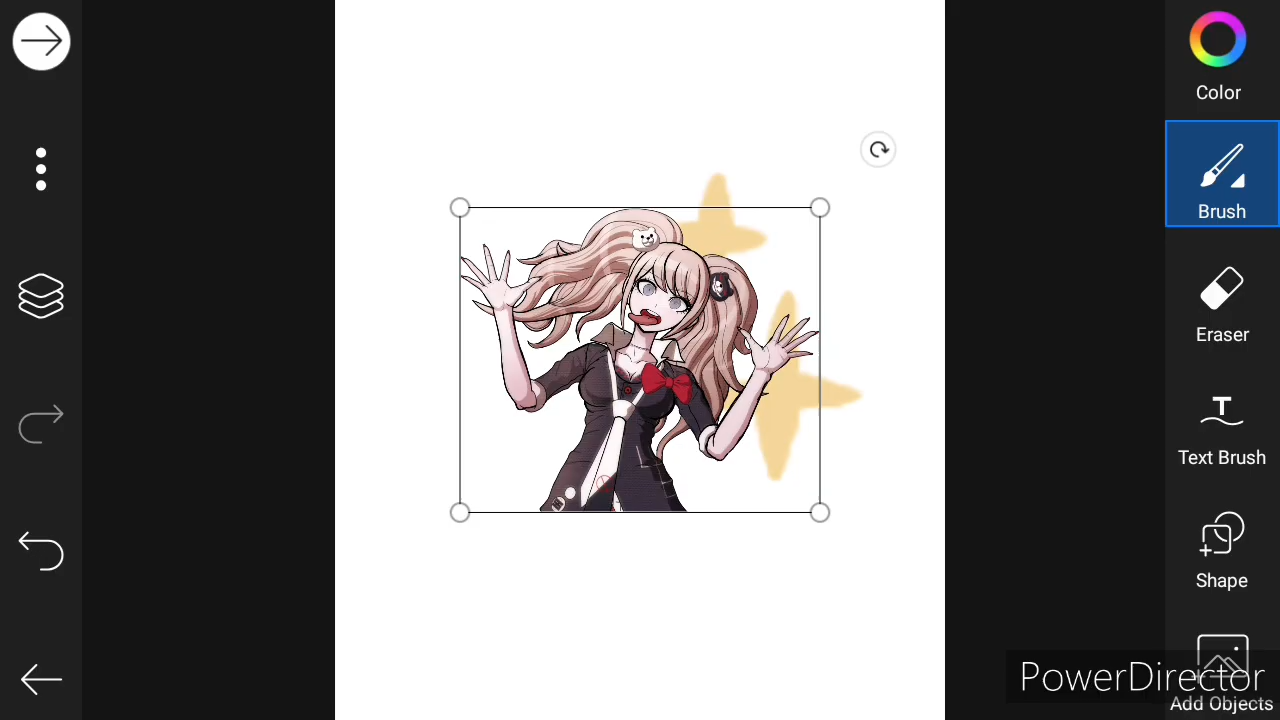 Color
Brush
Eraser
Text Brush
Shape
PowerDirector
Add Objects